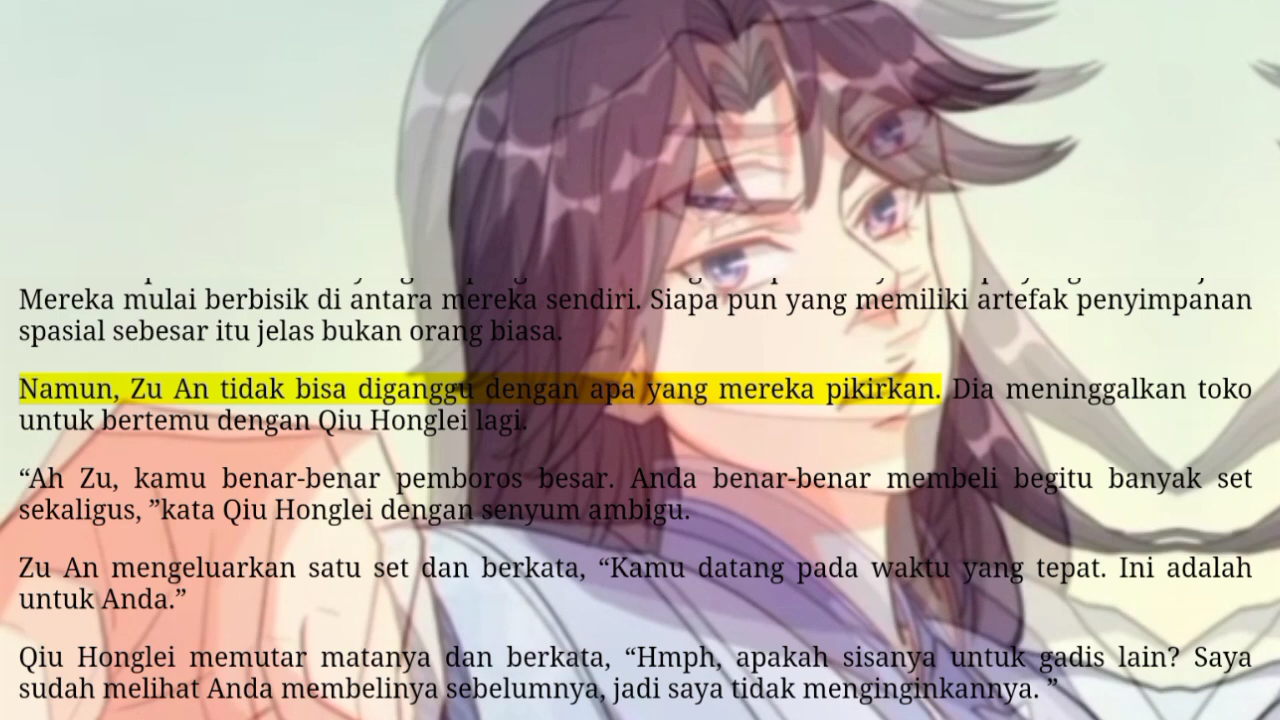 Mereka mulai berbisik di antara mereka sendiri. Siapa pun yang memiliki artefak penyimpanan
spasial sebesar itu jelas bukan orang biasa.
Namun, Zu An tidak bisa diganggu dengan apa yang mereka pikirkan. Dia meninggalkan toko
untuk bertemu dengan Qiu Honglei lagi.
“Ah Zu, kamu benar-benar pemboros besar. Anda benar-benar membeli begitu banyak set
sekaligus, ”kata Qiu Honglei dengan senyum ambigu.
Zu An mengeluarkan satu set dan berkata, “Kamu datang pada waktu yang tepat. Ini adalah
untuk Anda.”
Qiu Honglei memutar matanya dan berkata, “Hmph, apakah sisanya untuk gadis lain? Saya
sudah melihat Anda membelinya sebelumnya, jadi saya tidak menginginkannya. ”